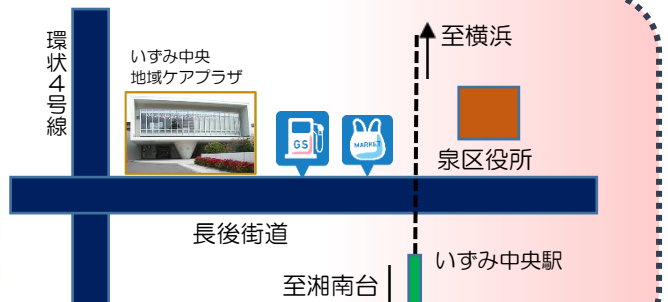 環状4号線
いずみ中央
地域ケアプラザ
至横浜
GS
MARKET
泉区役所
長後街道
いずみ中央駅
至湘南台